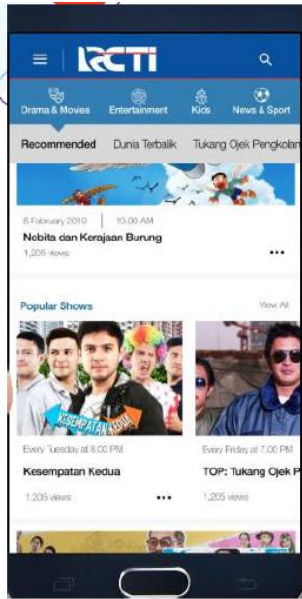 RCTI
Drama & Movies Entertainment Kids News & Sport
Recommended Dunia Terbalik Tukang Ojek Pengkolan
6 February 2019 | 10.00 AM
Nobita dan Kerajaan Burung
1,205 views
Popular Shows View All
KESEMPATAN KEDUA
Every Tuesday at 8.00 PM Every Friday at 7.00 PM
Kesempatan Kedua TOP: Tukang Ojek P
1,205 views 1,205 views